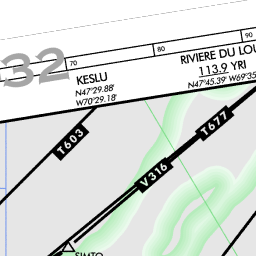 90
80
70
32
RIVIERE DU LOU
113.9 YRI
N47°45.39' W69°35
KESLU
N47°29.88'
W70°29.18'
T603
T677
V316
SIMTO